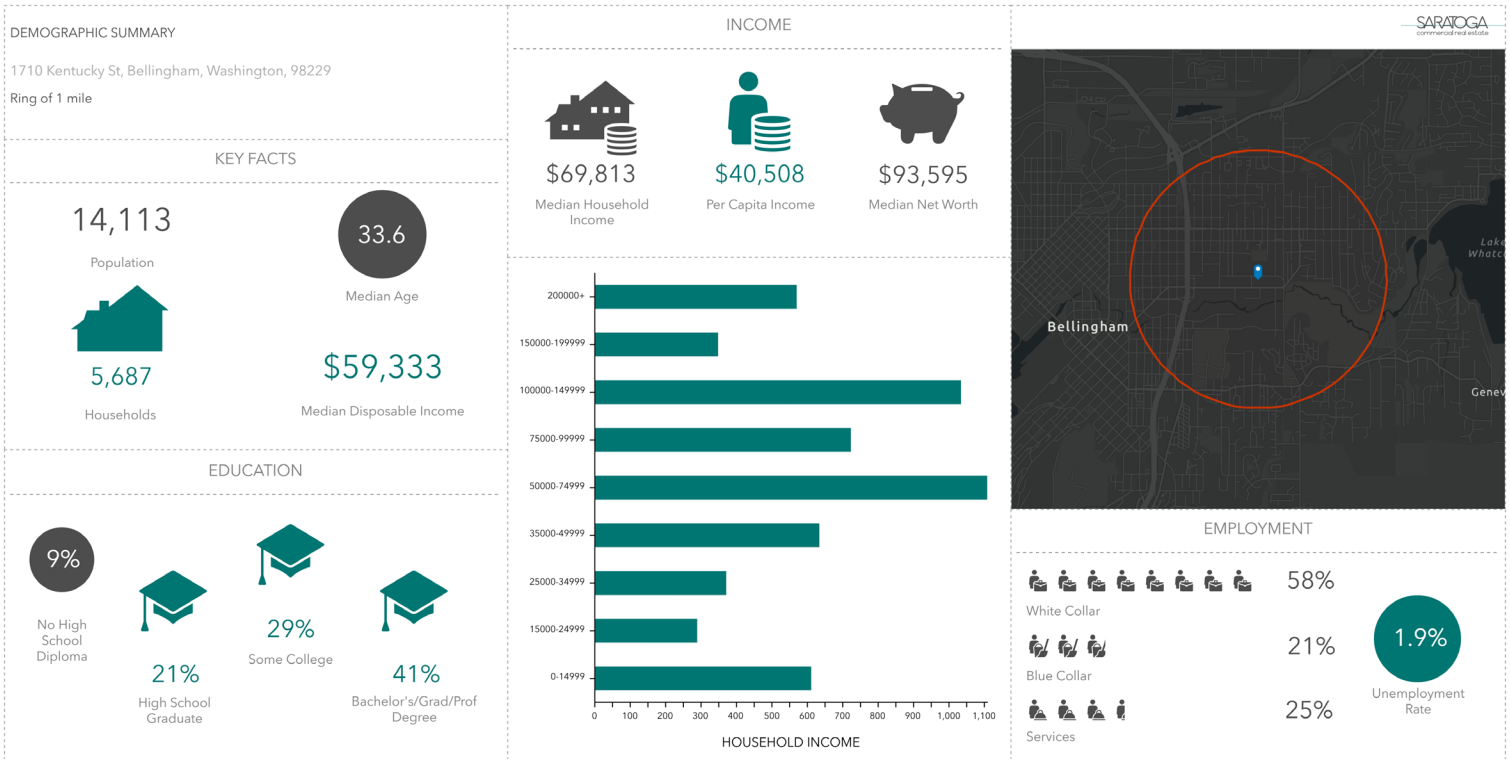 DEMOGRAPHIC SUMMARY
1710 Kentucky St, Bellingham, Washington, 98229
Ring of 1 mile
KEY FACTS
14,113
Population
33.6
Median Age
5,687
Households
$59,333
Median Disposable Income
EDUCATION
9%
No High
School
Diploma
21%
High School
Graduate
29%
Some College
41%
Bachelor's/Grad/Prof
Degree
INCOME
$69,813
Median Household
Income
$40,508
Per Capita Income
$93,595
Median Net Worth
200000+
150000-199999
100000-149999
75000-99999
50000-74999
35000-49999
25000-34999
15000-24999
0-14999
0 100 200 300 400 500 600 700 800 900 1,000 1,100
HOUSEHOLD INCOME
SARATOGA
commercial real estate
Lake
Whatc
Bellingham
Genev
EMPLOYMENT
58%
White Collar
21%
Blue Collar
25%
Services
1.9%
Unemployment
Rate